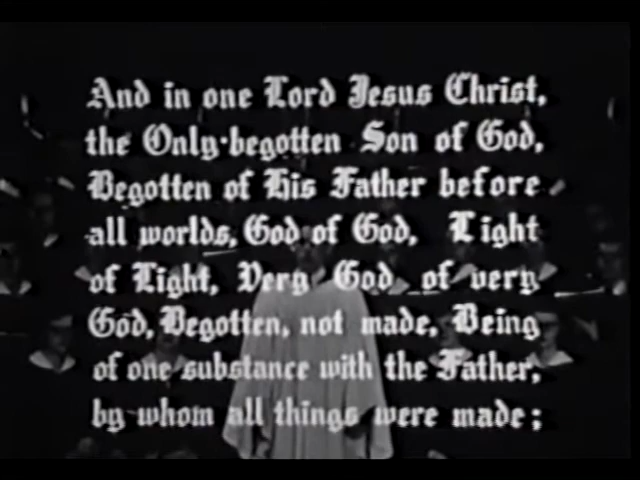 And in one Lord Jesus Christ,
the Only-begotten Son of God,
Begotten of His Father before
all worlds, God of God, Light
of Light, Very God of very
God, Begotten, not made, Being
of one substance with the Father,
by whom all things were made;